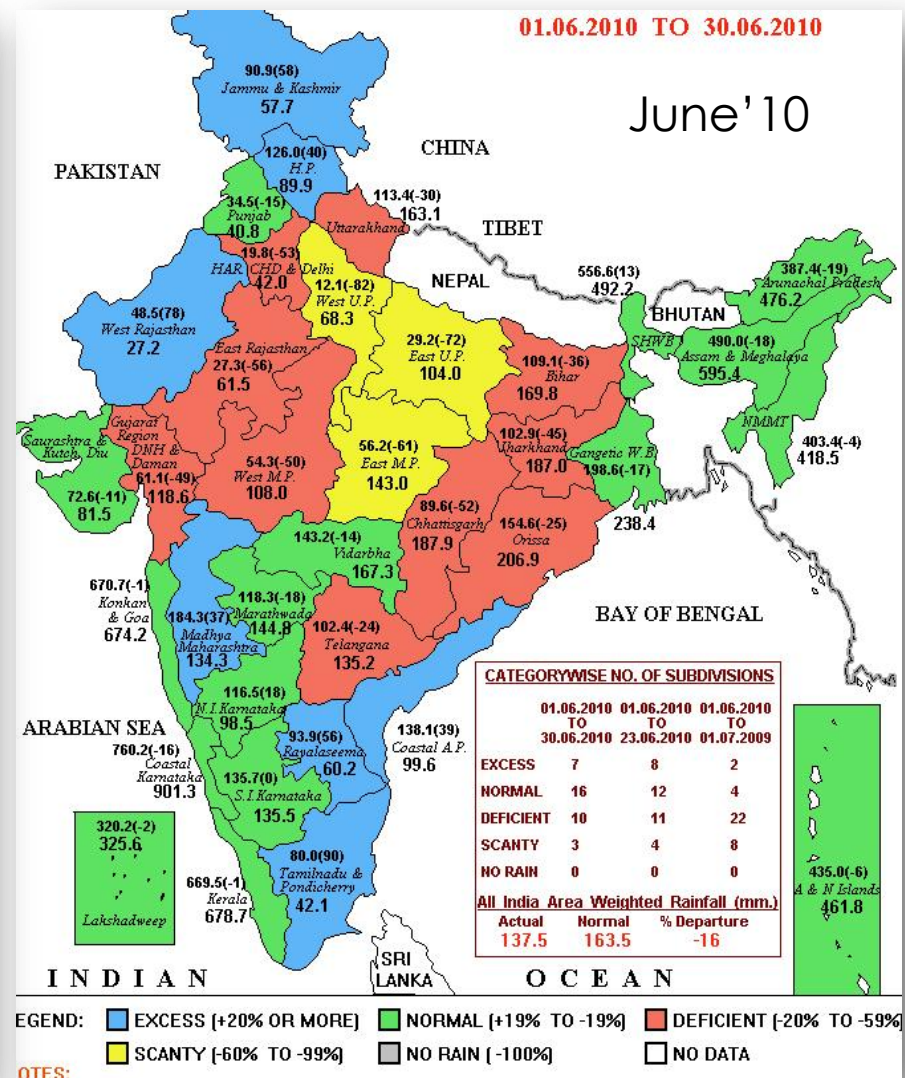 01.06.2010 TO 30.06.2010
June'10
90.9(58)
Jammu & Kashmir
57.7
126.0(40)
H.P.
89.9
CHINA
PAKISTAN
34.5(-15)
Punjab
40.8
113.4(-30)
163.1
Uttarakhand
TIBET
19.8(-53)
HAR. CHD & Delhi
42.0
12.1(-82)
West U.P.
68.3
NEPAL
556.6(13)
492.2
SHWB
BHUTAN
387.4(-19)
Arunachal Pradesh
476.2
490.0(-18)
Assam & Meghalaya
595.4
NMMT
403.4(-4)
418.5
48.5(78)
West Rajasthan
27.2
East Rajasthan
27.3(-56)
61.5
29.2(-72)
East U.P.
104.0
109.1(-36)
Bihar
169.8
102.9(-45)
Jharkhand
187.0
Gangetic W.B
198.6(-17)
238.4
Saurashtra &
Kutch, Diu
72.6(-11)
81.5
Gujarat
Region
DNH &
Daman
61.1(-49)
118.6
54.3(-50)
West M.P.
108.0
56.2(-61)
East M.P.
143.0
89.6(-52)
Chhattisgarh
187.9
154.6(-25)
Orissa
206.9
143.2(-14)
Vidarbha
167.3
670.7(-1)
Konkan
& Goa
674.2
184.3(37)
Madhya
Maharashtra
134.3
118.3(-18)
Marathwada
144.8
102.4(-24)
Telangana
135.2
BAY OF BENGAL
116.5(18)
N.I.Karnataka
98.5
ARABIAN SEA
760.2(-16)
Coastal
Karnataka
901.3
93.9(56)
Rayalaseema
60.2
138.1(39)
Coastal A.P.
99.6
135.7(0)
S.I.Karnataka
135.5
320.2(-2)
325.6
Lakshadweep
669.5(-1)
Kerala
678.7
80.0(90)
Tamilnadu &
Pondicherry
42.1
435.0(-6)
A & N Islands
461.8
SRI
LANKA
INDIAN OCEAN
CATEGORYWISE NO. OF SUBDIVISIONS
01.06.2010 01.06.2010 01.06.2010
TO TO TO
30.06.2010 23.06.2010 01.07.2009
EXCESS 7 8 2
NORMAL 16 12 4
DEFICIENT 10 11 22
SCANTY 3 4 8
NO RAIN 0 0 0
All India Area Weighted Rainfall (mm.)
Actual Normal % Departure
137.5 163.5 -16
EGEND: EXCESS (+20% OR MORE) NORMAL (+19% TO -19%) DEFICIENT (-20% TO -59%)
SCANTY (-60% TO -99%) NO RAIN (-100%) NO DATA
OTES: